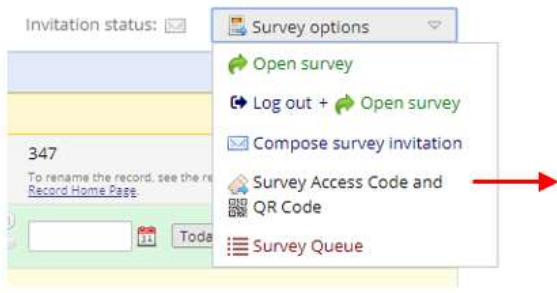 Invitation status:
Survey options
Open survey
Log out + Open survey
Compose survey invitation
347
To rename the record, see the re
Record Home Page.
Survey Access Code and
QR Code
Toda
Survey Queue